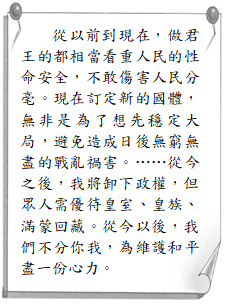 從以前到現在，做君
王的都相當看重人民的性
命安全，不敢傷害人民分
毫。現在訂定新的國體，
無非是為了想先穩定大
局，避免造成日後無窮無
盡的戰亂禍害。……從今
之後，我將卸下政權，但
眾人需優待皇室、皇族、
滿蒙回藏。從今以後，我
們不分你我，為維護和平
盡一份心力。